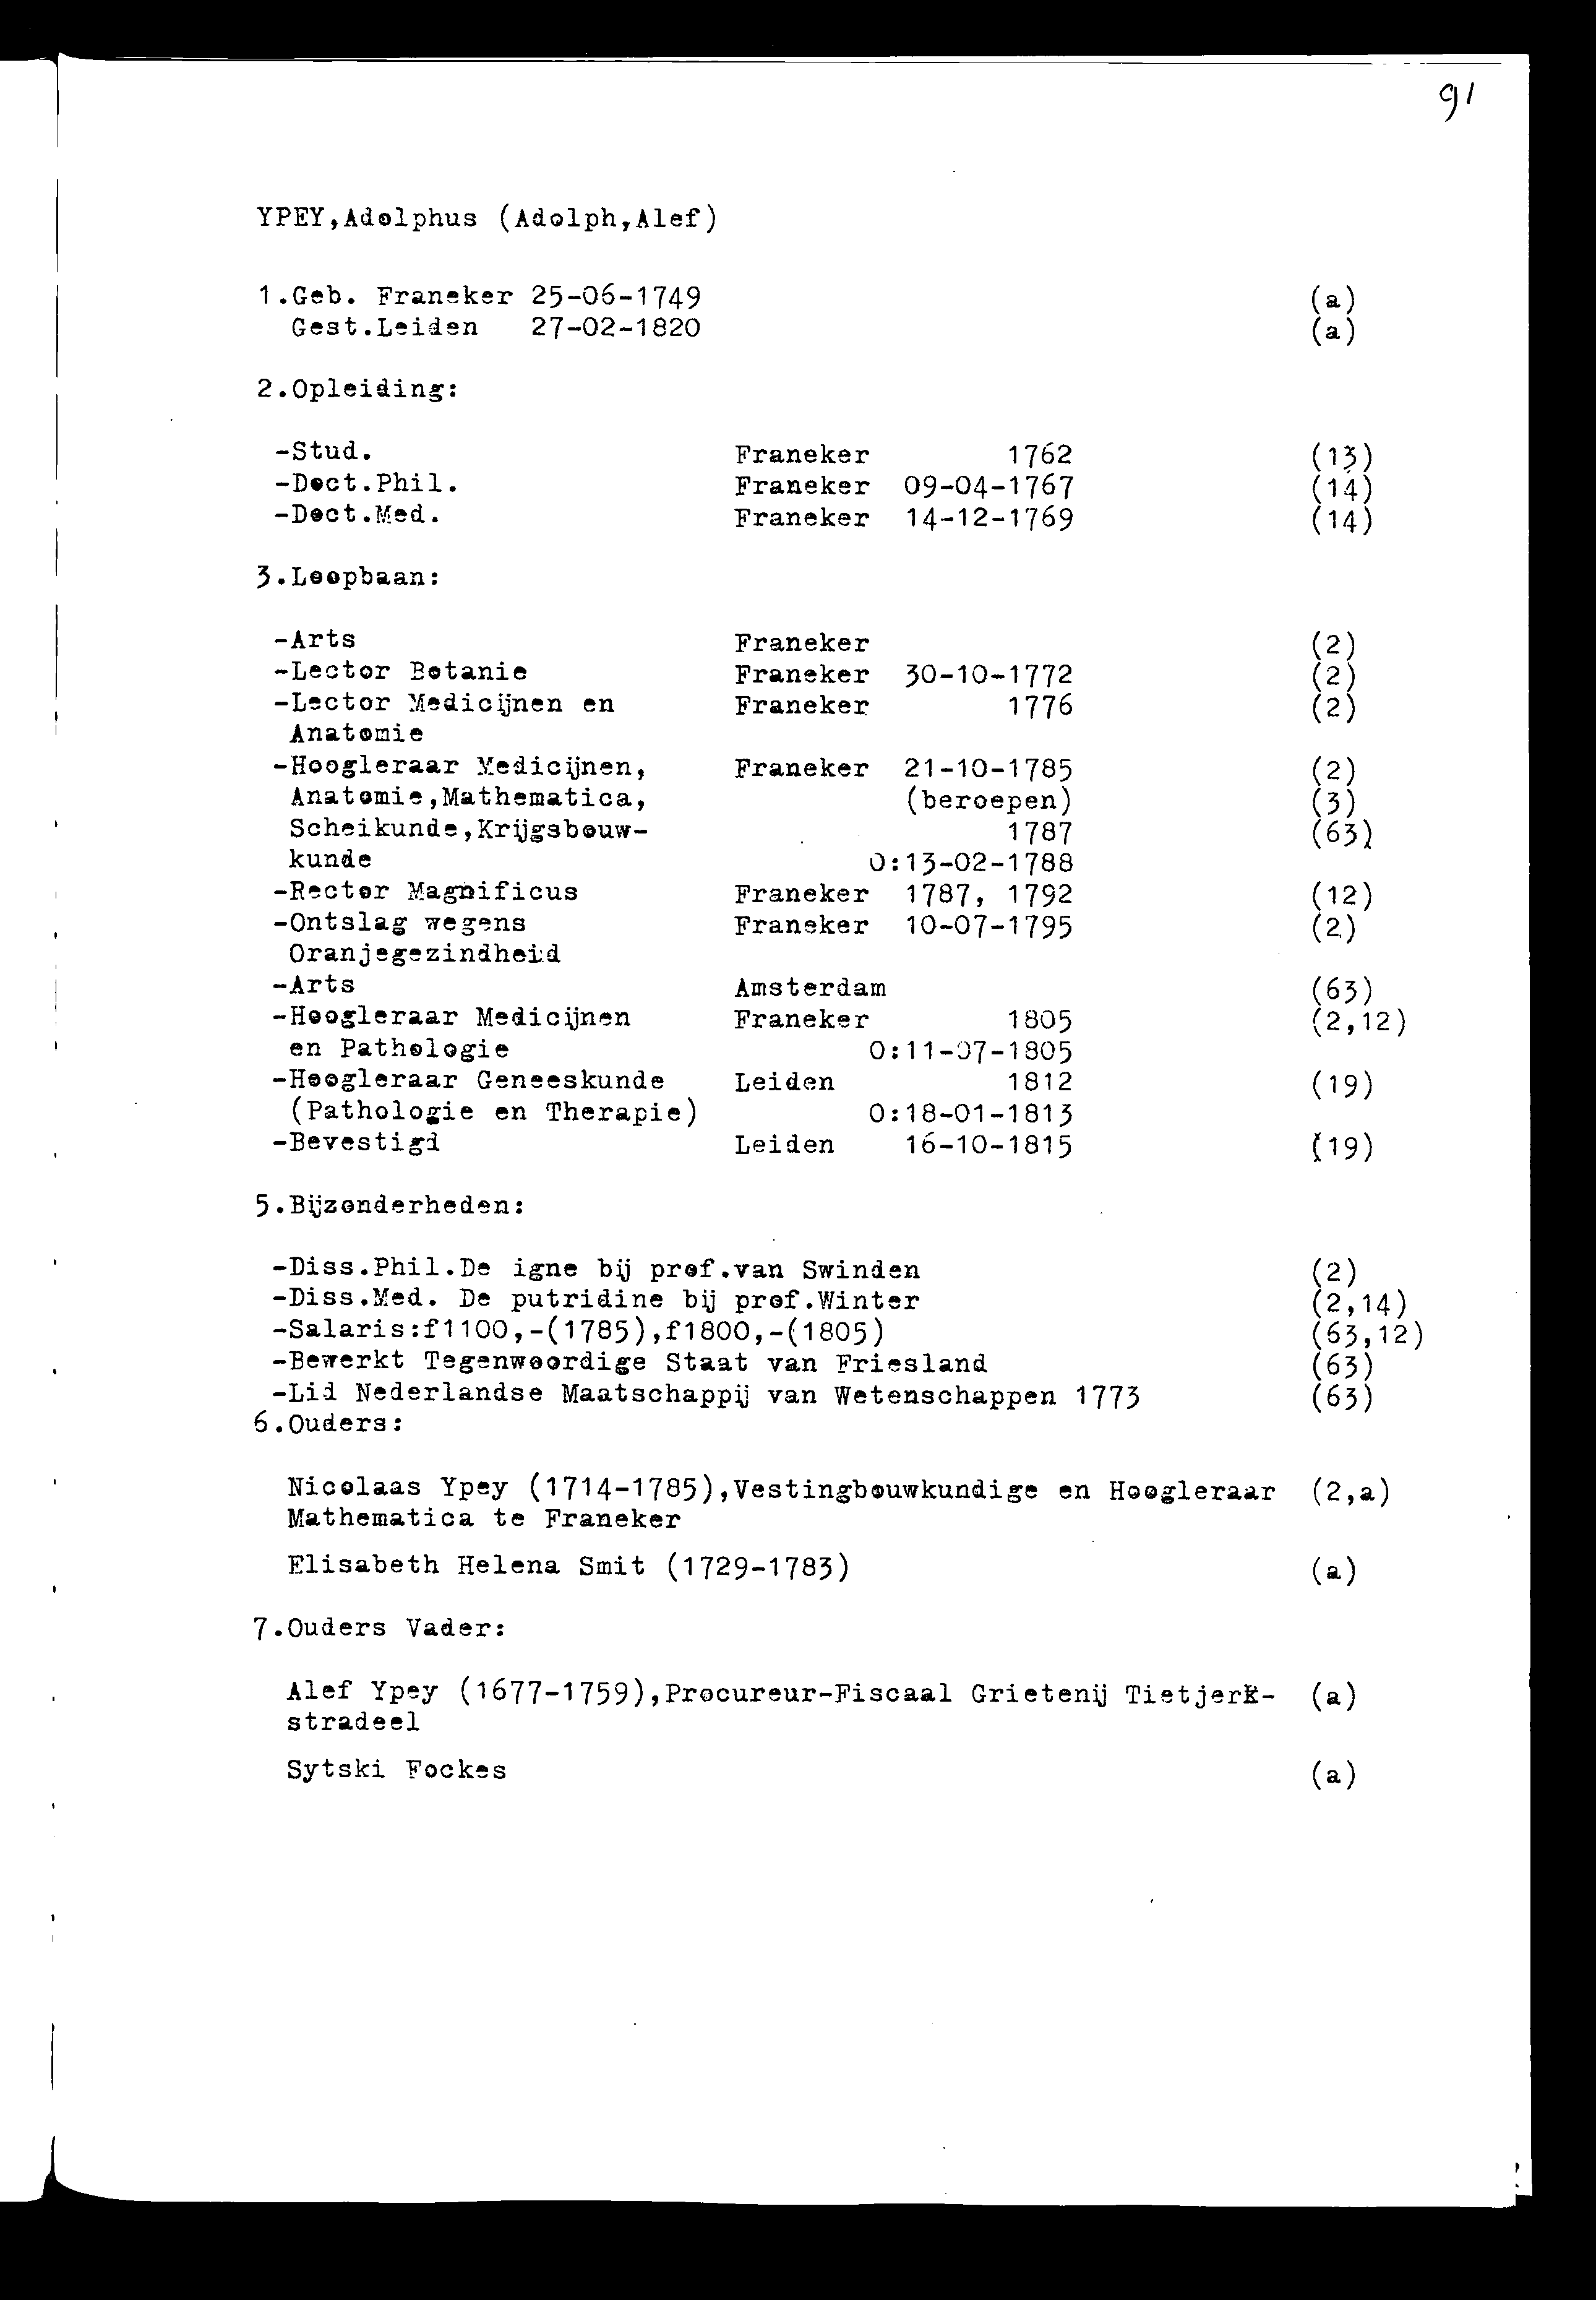 91
YPEY,Adolphus (Adolph,Alef)
1.Geb. Franeker 25-06-1749 (a)
Gest.Leiden 27-02-1820 (a)
2.Opleiding:
-Stud. Franeker 1762 (13)
-Doct.Phil. Franeker 09-04-1767 (14)
-Doct.Med. Franeker 14-12-1769 (14)
3.Loopbaan:
-Arts Franeker (2)
-Lector Botanie Franeker 30-10-1772 (2)
-Lector Medicijnen en Franeker 1776 (2)
Anatomie
-Hoogleraar Medicijnen, Franeker 21-10-1785 (2)
Anatomie,Mathematica, (beroepen) (3)
Scheikunde,Krijgsbouw- 1787 (63)
kunde O:13-02-1788
-Rector Magnificus Franeker 1787, 1792 (12)
-Ontslag wegens Franeker 10-07-1795 (2)
Oranjegezindheid
-Arts Amsterdam (63)
-Hoogleraar Medicijnen Franeker 1805 (2,12)
en Pathologie O:11-07-1805
-Hoogleraar Geneeskunde Leiden 1812 (19)
(Pathologie en Therapie) O:18-01-1813
-Bevestigd Leiden 16-10-1815 (19)
5.Bijzonderheden:
-Diss.Phil.De igne bij prof.van Swinden (2)
-Diss.Med. De putridine bij prof.Winter (2,14)
-Salaris:f1100,-(1785),f1800,-(1805) (63,12)
-Bewerkt Tegenwoordige Staat van Friesland (63)
-Lid Nederlandse Maatschappij van Wetenschappen 1773 (63)
6.Ouders:
Nicolaas Ypey (1714-1785),Vestingbouwkundige en Hoogleraar (2,a)
Mathematica te Franeker
Elisabeth Helena Smit (1729-1783) (a)
7.Ouders Vader:
Alef Ypey (1677-1759),Procureur-Fiscaal Grietenij Tietjerk- (a)
stradeel
Sytski Fockes (a)